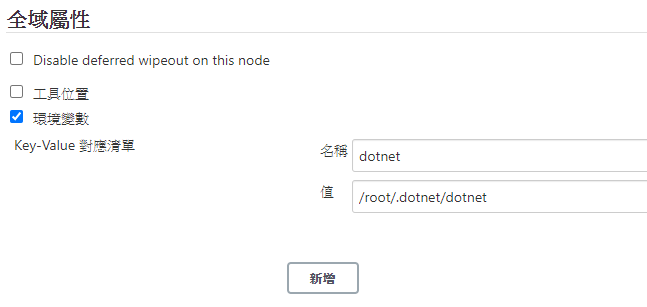 全域屬性
Disable deferred wipeout on this node
工具位置
環境變數
Key-Value 對應清單
名稱
dotnet
值
/root/.dotnet/dotnet
新增